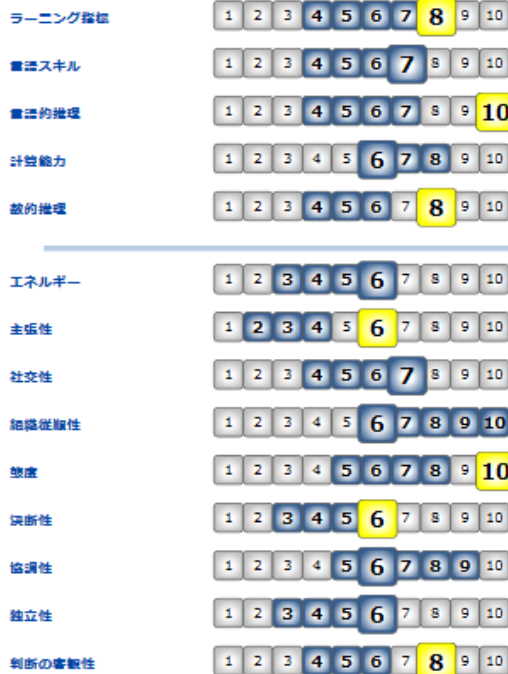 ラーニング指標 1 2 3 4 5 6 7 8 9 10
言語スキル 1 2 3 4 5 6 7 8 9 10
言語的推理 1 2 3 4 5 6 7 8 9 10
計算能力 1 2 3 4 5 6 7 8 9 10
数的推理 1 2 3 4 5 6 7 8 9 10
エネルギー 1 2 3 4 5 6 7 8 9 10
主張性 1 2 3 4 5 6 7 8 9 10
社交性 1 2 3 4 5 6 7 8 9 10
組織従順性 1 2 3 4 5 6 7 8 9 10
態度 1 2 3 4 5 6 7 8 9 10
決断性 1 2 3 4 5 6 7 8 9 10
協調性 1 2 3 4 5 6 7 8 9 10
独立性 1 2 3 4 5 6 7 8 9 10
判断の客観性 1 2 3 4 5 6 7 8 9 10